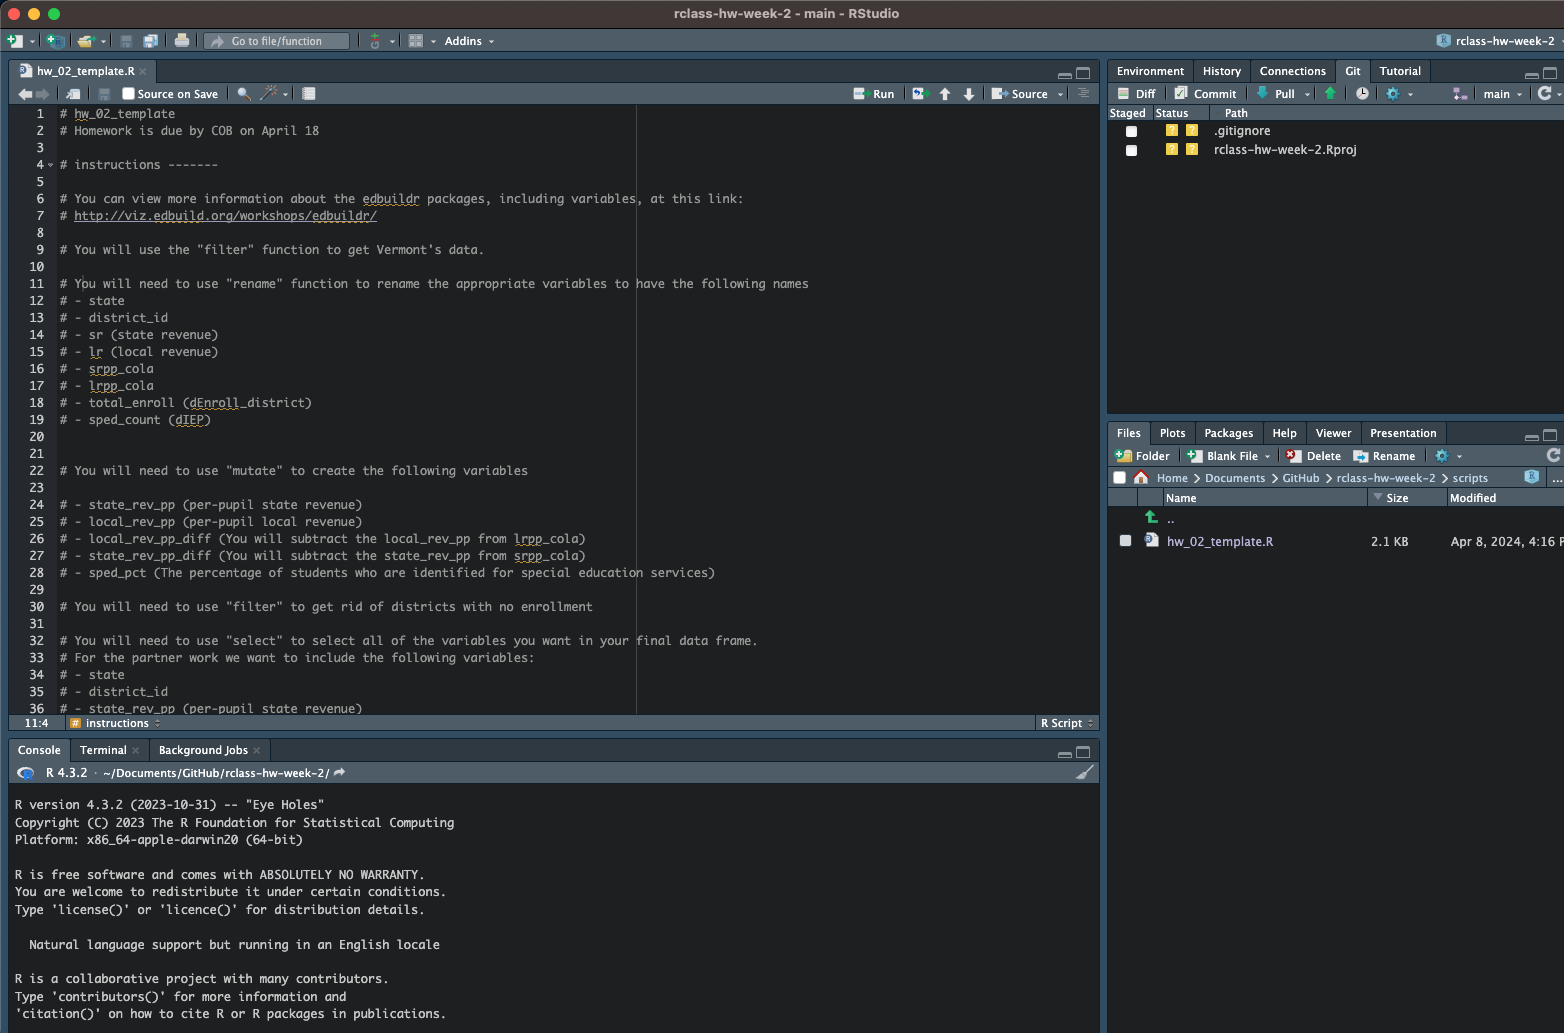 rclass-hw-week-2 - main - RStudio
Go to file/function
Addins
rclass-hw-week-2
hw_02_template.R
Source on Save
Run
Source
1 # hw_02_template
2 # Homework is due by COB on April 18
3
4 # instructions -------
5
6 # You can view more information about the edbuildr packages, including variables, at this link:
7 # http://viz.edbuild.org/workshops/edbuildr/
8
9 # You will use the "filter" function to get Vermont's data.
10
11 # You will need to use "rename" function to rename the appropriate variables to have the following names
12 # - state
13 # - district_id
14 # - sr (state revenue)
15 # - lr (local revenue)
16 # - srpp_cola
17 # - lrpp_cola
18 # - total_enroll (dEnroll_district)
19 # - sped_count (dIEP)
20
21
22 # You will need to use "mutate" to create the following variables
23
24 # - state_rev_pp (per-pupil state revenue)
25 # - local_rev_pp (per-pupil local revenue)
26 # - local_rev_pp_diff (You will subtract the local_rev_pp from lrpp_cola)
27 # - state_rev_pp_diff (You will subtract the state_rev_pp from srpp_cola)
28 # - sped_pct (The percentage of students who are identified for special education services)
29
30 # You will need to use "filter" to get rid of districts with no enrollment
31
32 # You will need to use "select" to select all of the variables you want in your final data frame.
33 # For the partner work we want to include the following variables:
34 # - state
35 # - district_id
36 # - state_rev_pp (per-pupil state revenue)
11:4 # instructions R Script
Console Terminal Background Jobs
R 4.3.2 · ~/Documents/GitHub/rclass-hw-week-2/
R version 4.3.2 (2023-10-31) -- "Eye Holes"
Copyright (C) 2023 The R Foundation for Statistical Computing
Platform: x86_64-apple-darwin20 (64-bit)
R is free software and comes with ABSOLUTELY NO WARRANTY.
You are welcome to redistribute it under certain conditions.
Type 'license()' or 'licence()' for distribution details.
Natural language support but running in an English locale
R is a collaborative project with many contributors.
Type 'contributors()' for more information and
'citation()' on how to cite R or R packages in publications.
Environment History Connections Git Tutorial
Diff Commit Pull main
Staged Status Path
? ? .gitignore
? ? rclass-hw-week-2.Rproj
Files Plots Packages Help Viewer Presentation
Folder Blank File Delete Rename
Home > Documents > GitHub > rclass-hw-week-2 > scripts ...
Name Size Modified
..
hw_02_template.R 2.1 KB Apr 8, 2024, 4:16 P